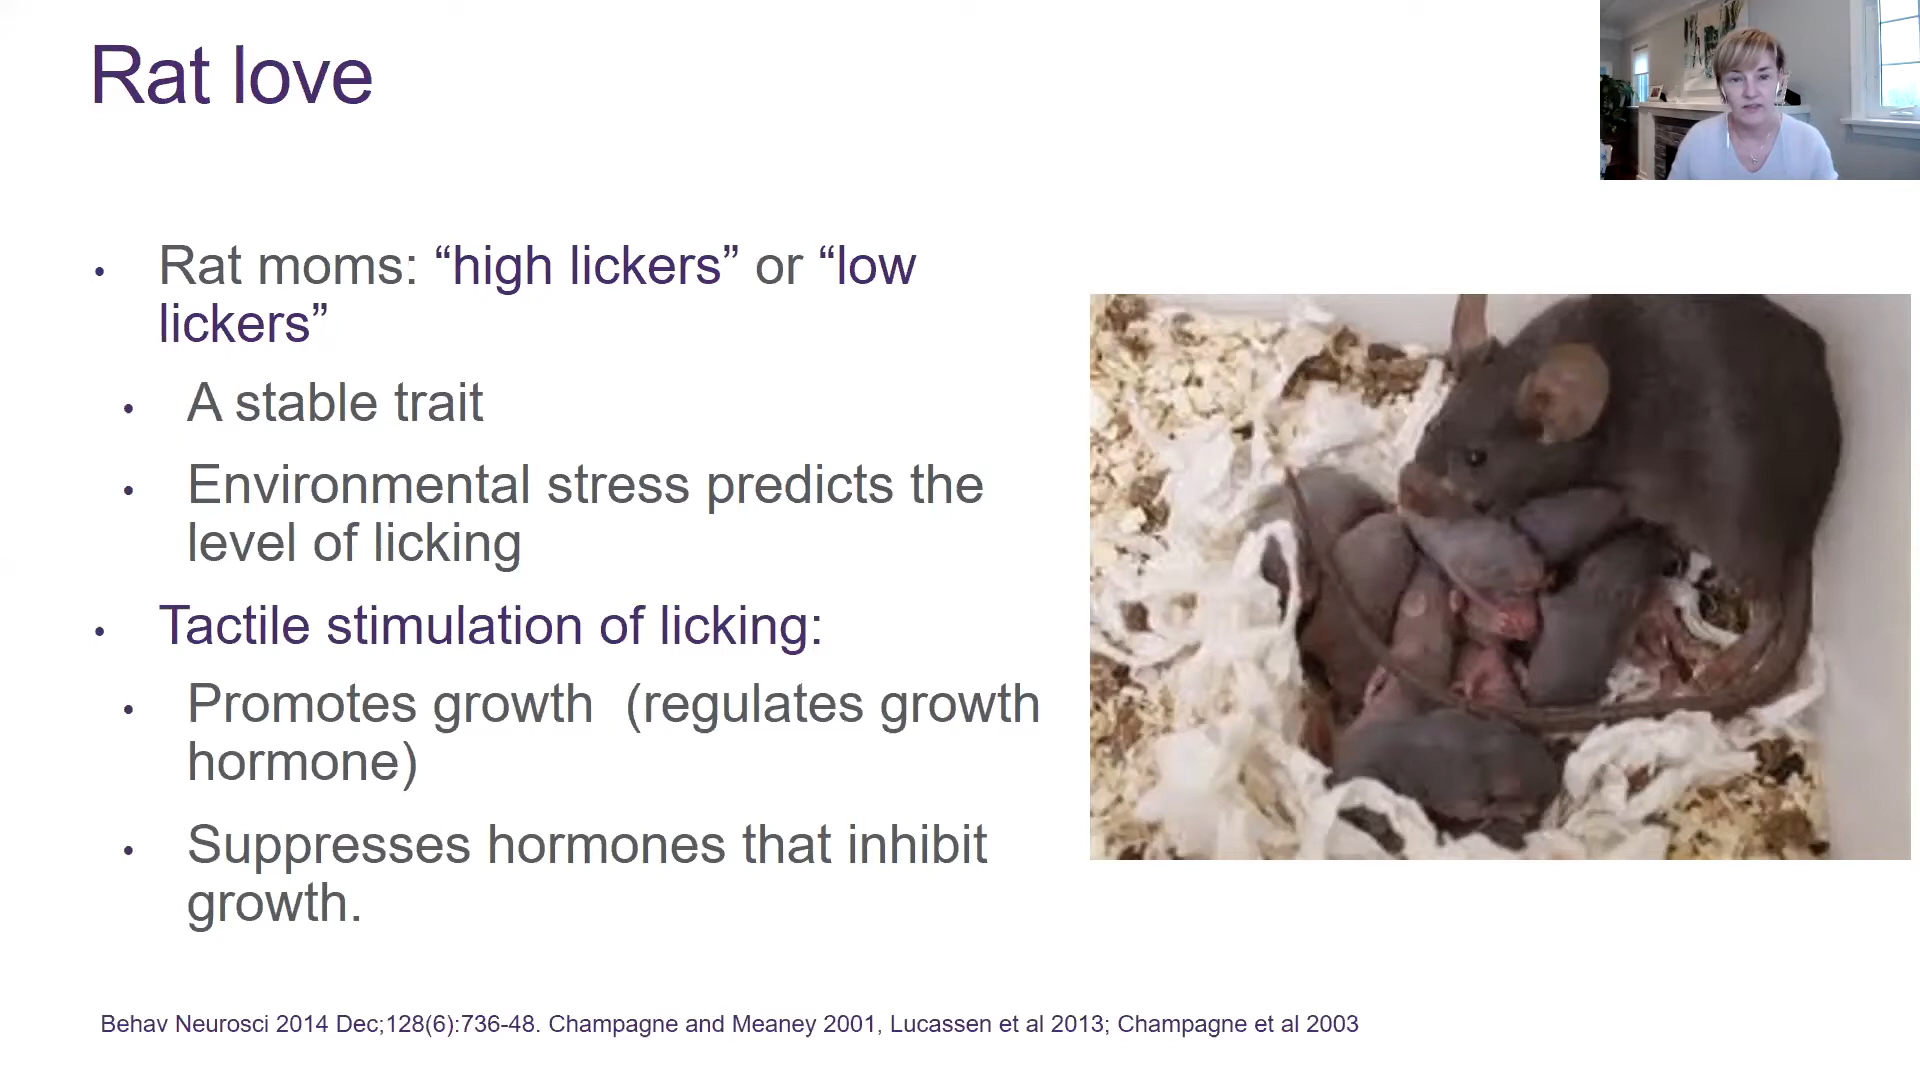 Rat love
• Rat moms: “high lickers” or “low
lickers”
• A stable trait
• Environmental stress predicts the
level of licking
• Tactile stimulation of licking:
• Promotes growth  (regulates growth
hormone)
• Suppresses hormones that inhibit
growth.
Behav Neurosci 2014 Dec;128(6):736-48. Champagne and Meaney 2001, Lucassen et al 2013; Champagne et al 2003